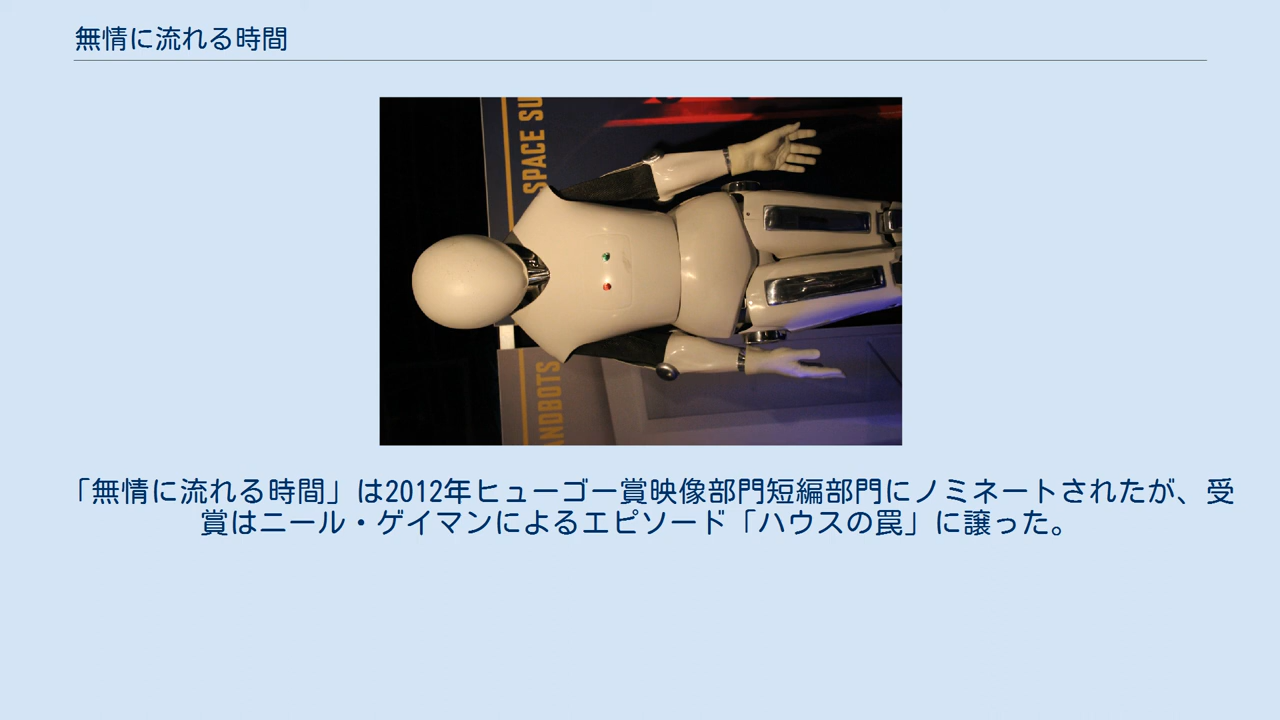 無情に流れる時間
SPACE SU
ANDBOTS
「無情に流れる時間」は2012年ヒューゴー賞映像部門短編部門にノミネートされたが、受
賞はニール・ゲイマンによるエピソード「ハウスの罠」に譲った。